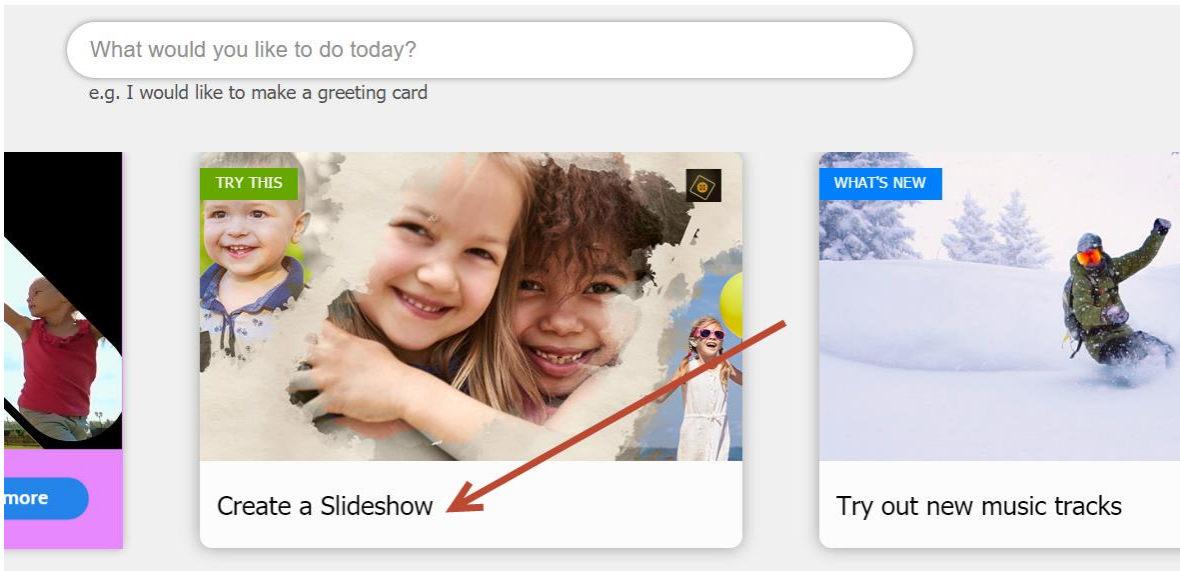 What would you like to do today?
e.g. I would like to make a greeting card
TRY THIS
WHAT'S NEW
more
Create a Slideshow
Try out new music tracks